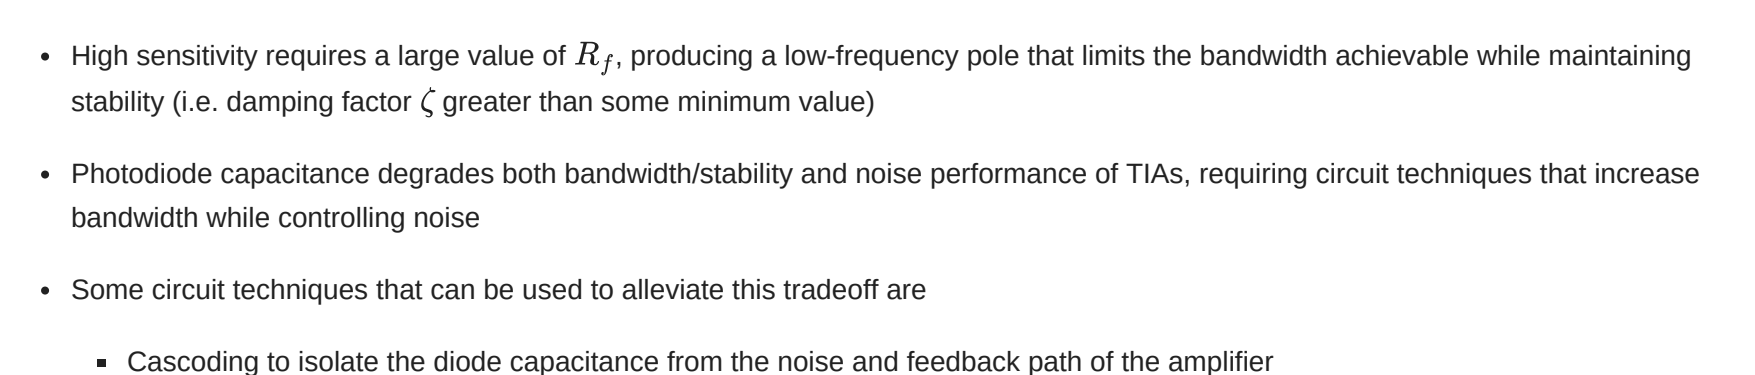 • High sensitivity requires a large value of R_f, producing a low-frequency pole that limits the bandwidth achievable while maintaining
stability (i.e. damping factor ζ greater than some minimum value)
• Photodiode capacitance degrades both bandwidth/stability and noise performance of TIAs, requiring circuit techniques that increase
bandwidth while controlling noise
• Some circuit techniques that can be used to alleviate this tradeoff are
▪ Cascoding to isolate the diode capacitance from the noise and feedback path of the amplifier